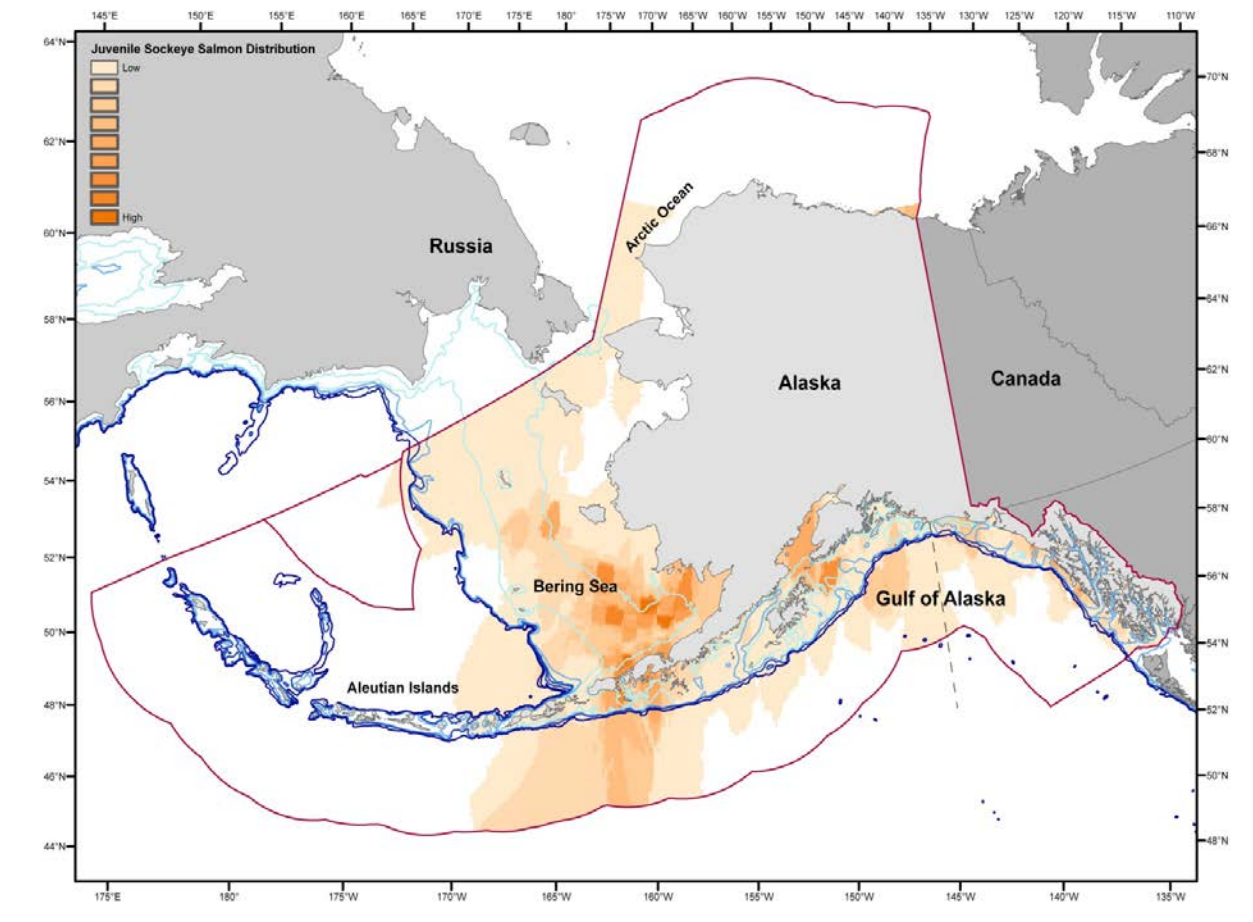 145°E 150°E 155°E 160°E 165°E 170°E 175°E 180° 175°W 170°W 165°W 160°W 155°W 150°W 145°W 140°W 135°W 130°W 125°W 120°W 115°W 110°W
64°N
Juvenile Sockeye Salmon Distribution
Low
70°N
62°N
68°N
High
Arctic Ocean
60°N
Russia
66°N
64°N
58°N
62°N
Alaska
Canada
56°N
60°N
54°N
58°N
52°N
56°N
Bering Sea
Gulf of Alaska
50°N
54°N
Aleutian Islands
48°N
52°N
46°N
50°N
44°N
48°N
175°E 180° 175°W 170°W 165°W 160°W 155°W 150°W 145°W 140°W 135°W